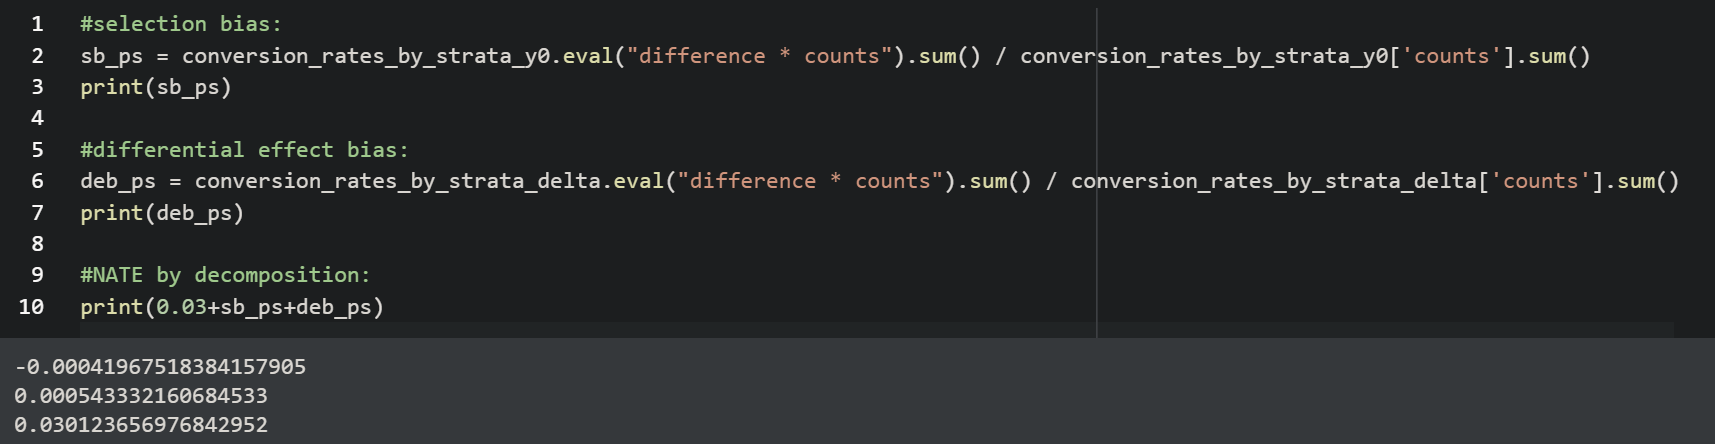 1 #selection bias:
2 sb_ps = conversion_rates_by_strata_y0.eval("difference * counts").sum() / conversion_rates_by_strata_y0['counts'].sum()
3 print(sb_ps)
4
5 #differential effect bias:
6 deb_ps = conversion_rates_by_strata_delta.eval("difference * counts").sum() / conversion_rates_by_strata_delta['counts'].sum()
7 print(deb_ps)
8
9 #NATE by decomposition:
10 print(0.03+sb_ps+deb_ps)
-0.00041967518384157905
0.000543332160684533
0.030123656976842952